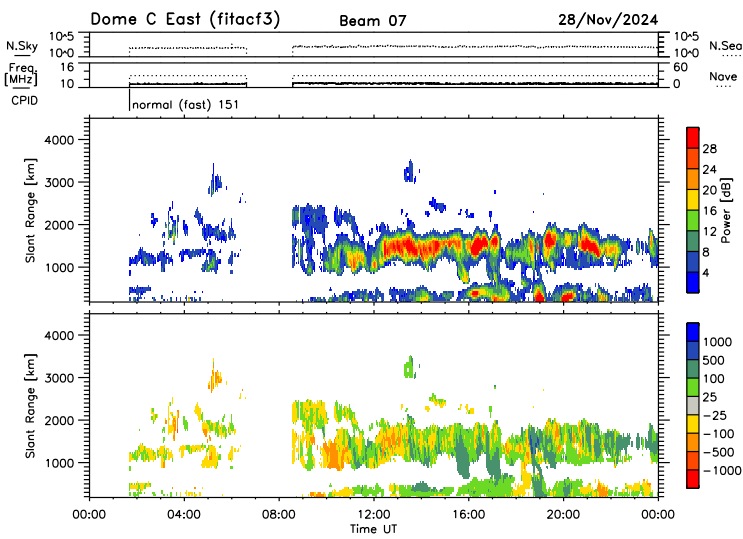 Dome C East (fitacf3) Beam 07 28/Nov/2024
N.Sky 10^5 10^0 10^5 10^0 N.Sea
Freq. [MHz] 16 10 60 0 Nave
CPID normal (fast) 151
Slant Range [km] 4000 3000 2000 1000
Power [dB] 28 24 20 16 12 8 4
Slant Range [km] 4000 3000 2000 1000
1000 500 100 25 -25 -100 -500 -1000
00:00 04:00 08:00 12:00 16:00 20:00 00:00
Time UT